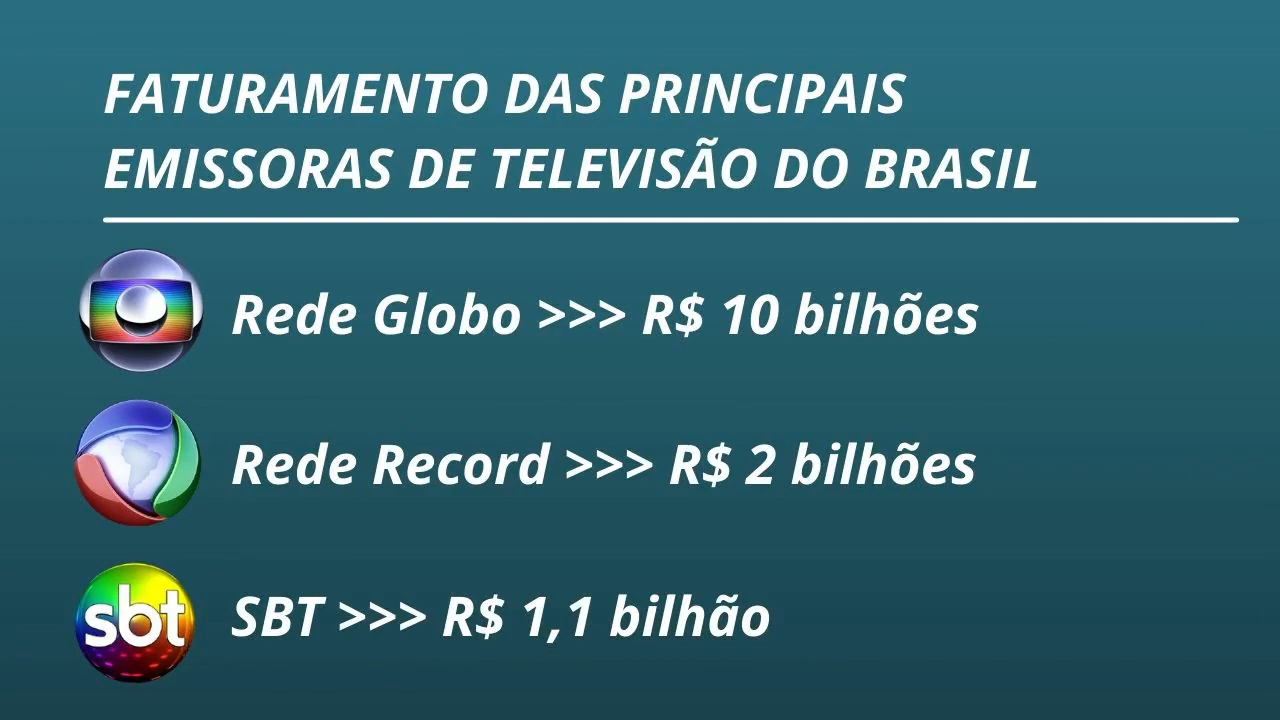 FATURAMENTO DAS PRINCIPAIS
EMISSORAS DE TELEVISÃO DO BRASIL
Rede Globo >>> R$ 10 bilhões
Rede Record >>> R$ 2 bilhões
sbt
SBT >>> R$ 1,1 bilhão